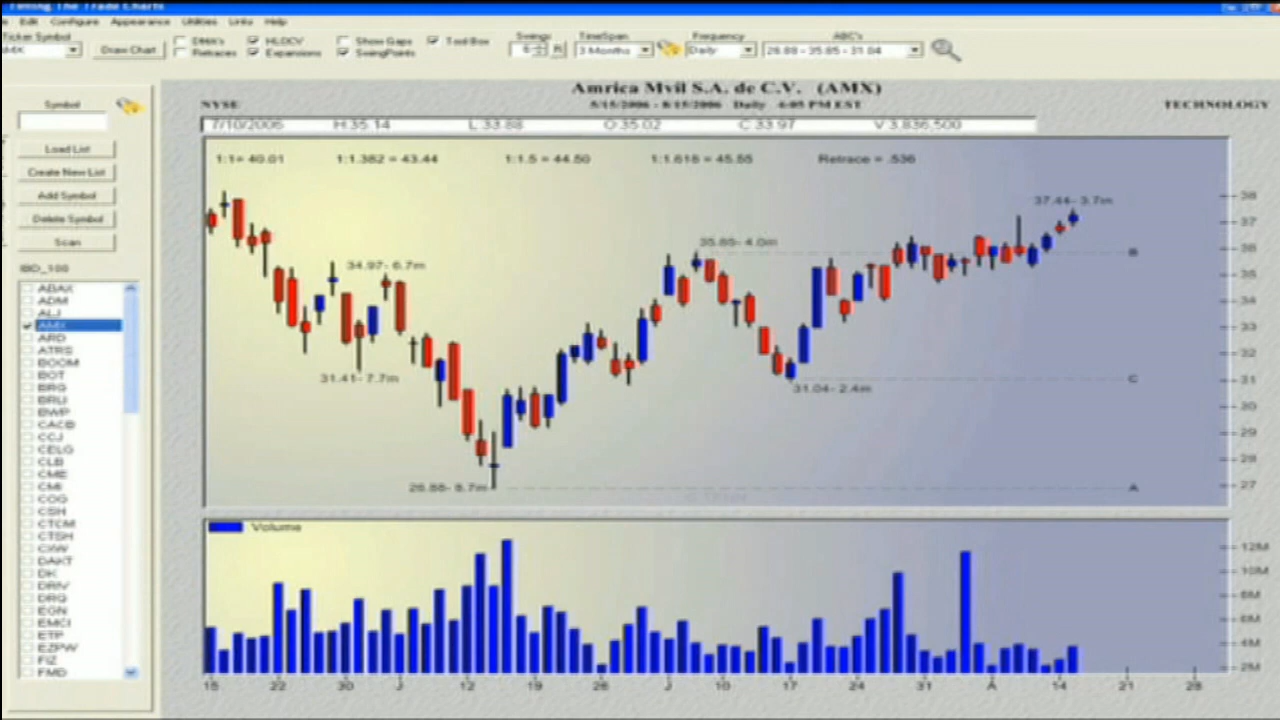 Timing The Trade Charts
Edit Configure Appearance Utilities Links Help
Ticker Symbol
AMX
Draw Chart
DMA's
Retraces
HLOCV
Expansions
Show Gaps
SwingPoints
Tool Box
Swings
6
R
TimeSpan
3 Months
Frequency
Daily
ABC's
26.88 - 35.85 - 31.04
Symbol
Load List
Create New List
Add Symbol
Delete Symbol
Scan
IBD_100
ABAX
ADM
ALJ
AMX
ARD
ATRS
BOOM
BOT
BRG
BRLI
BWP
CACB
CCJ
CELG
CLB
CME
CMI
COG
CSH
CTCM
CTSH
CXW
DAKT
DK
DRIV
DRQ
EGN
EMCI
ETP
EZPW
FIZ
FMD
Amrica Mvil S.A. de C.V. (AMX)
NYSE
5/15/2006 - 8/15/2006 Daily 4:05 PM EST
TECHNOLOGY
7/10/2006 H:35.14 L:33.88 O:35.02 C:33.97 V:3,836,500
1:1= 40.01 1:1.382 = 43.44 1:1.5 = 44.50 1:1.618 = 45.55 Retrace = .536
37.44- 3.7m
35.85- 4.0m
34.97- 6.7m
31.41- 7.7m
31.04- 2.4m
26.88- 8.7m
B
C
A
38
37
36
35
34
33
32
31
30
29
28
27
Volume
12M
10M
8M
6M
4M
2M
15 22 30 J 12 19 26 J 10 17 24 31 A 14 21 28